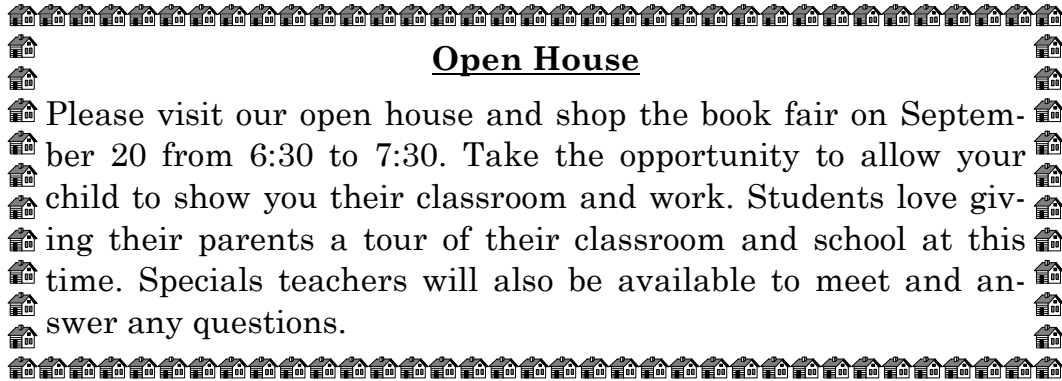 Open House
Please visit our open house and shop the book fair on Septem-
ber 20 from 6:30 to 7:30. Take the opportunity to allow your
child to show you their classroom and work. Students love giv-
ing their parents a tour of their classroom and school at this
time. Specials teachers will also be available to meet and an-
swer any questions.